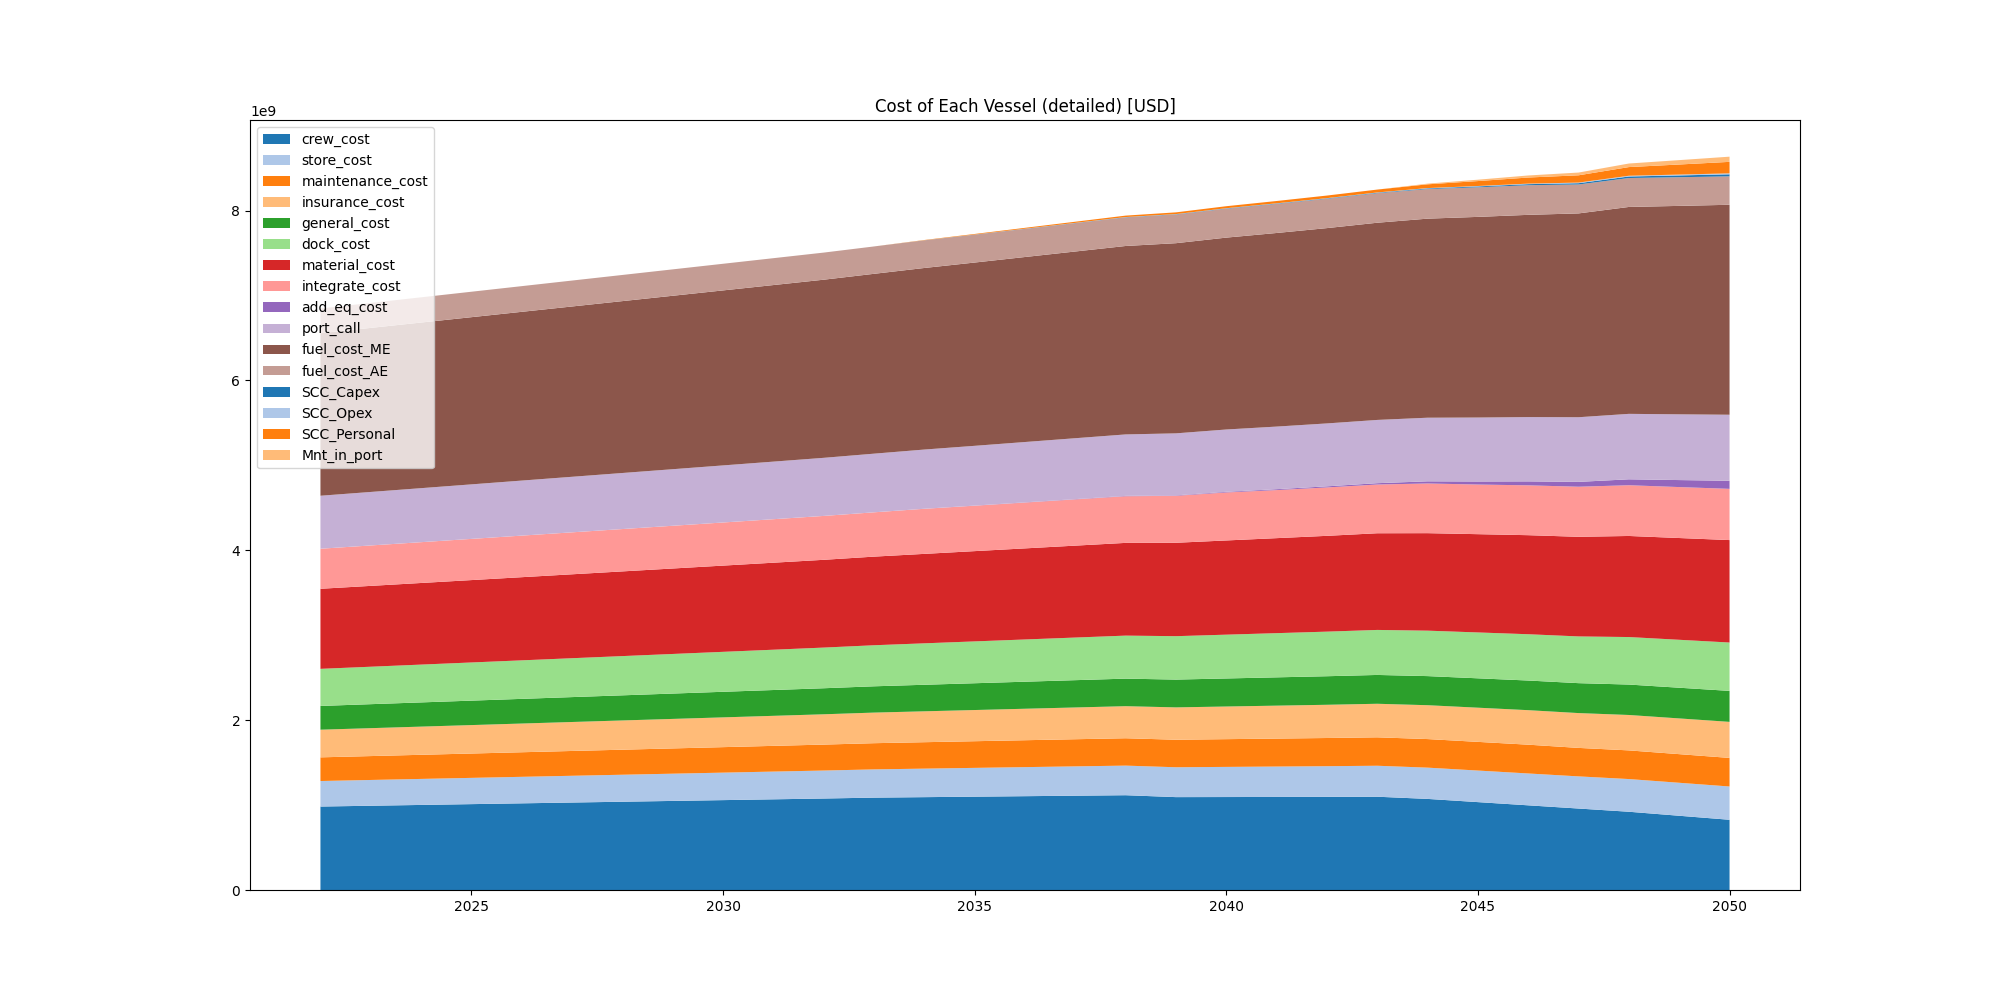 Cost of Each Vessel (detailed) [USD]
1e9
crew_cost
store_cost
maintenance_cost
insurance_cost
general_cost
dock_cost
material_cost
integrate_cost
add_eq_cost
port_call
fuel_cost_ME
fuel_cost_AE
SCC_Capex
SCC_Opex
SCC_Personal
Mnt_in_port
8
6
4
2
0
2025 2030 2035 2040 2045 2050